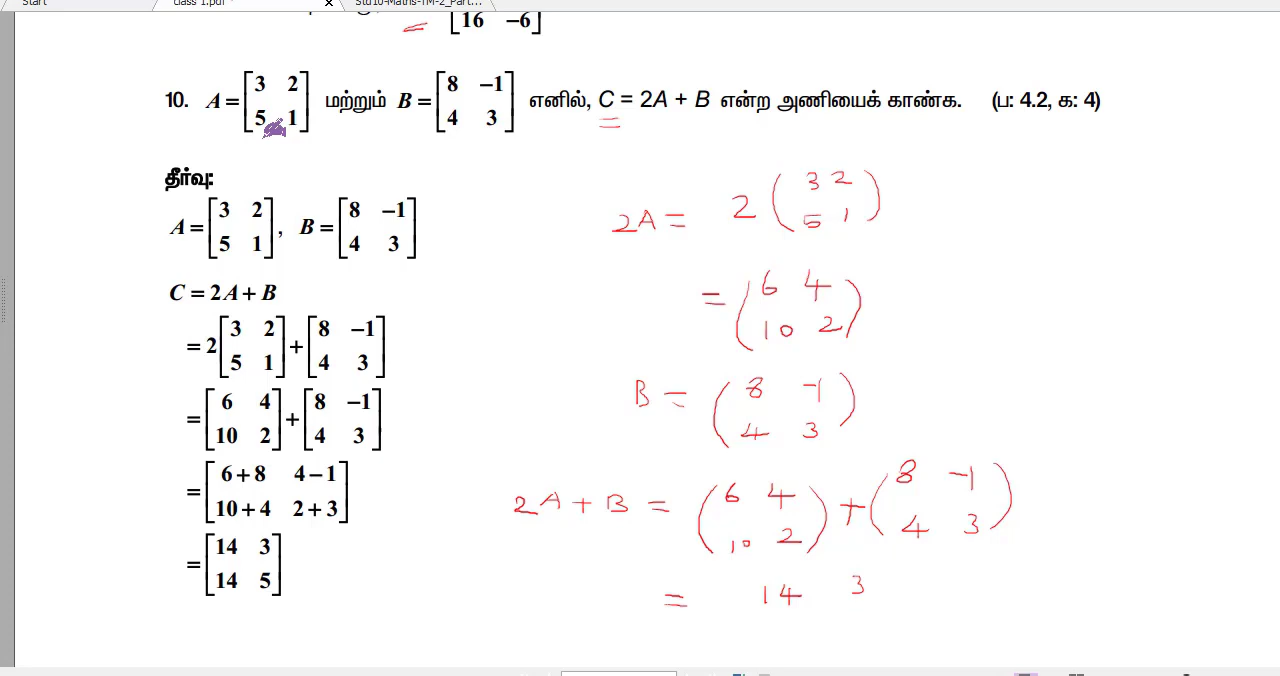 Start class 1.pdf * × Std10-Maths-TM-2_Part...
= [16 −6]
10. A = [3 2 5 1] மற்றும் B = [8 −1 4 3] எனில், C = 2A + B என்ற அணியைக் காண்க. (ப: 4.2, க: 4)
தீர்வு:
A = [3 2 5 1], B = [8 −1 4 3]
C = 2A + B
= 2[3 2 5 1] + [8 −1 4 3]
= [6 4 10 2] + [8 −1 4 3]
= [6+8 4−1 10+4 2+3]
= [14 3 14 5]
2A = 2 (3 2 5 1)
= (6 4 10 2)
B = (8 -1 4 3)
2A + B = (6 4 10 2) + (8 -1 4 3)
= 14 3